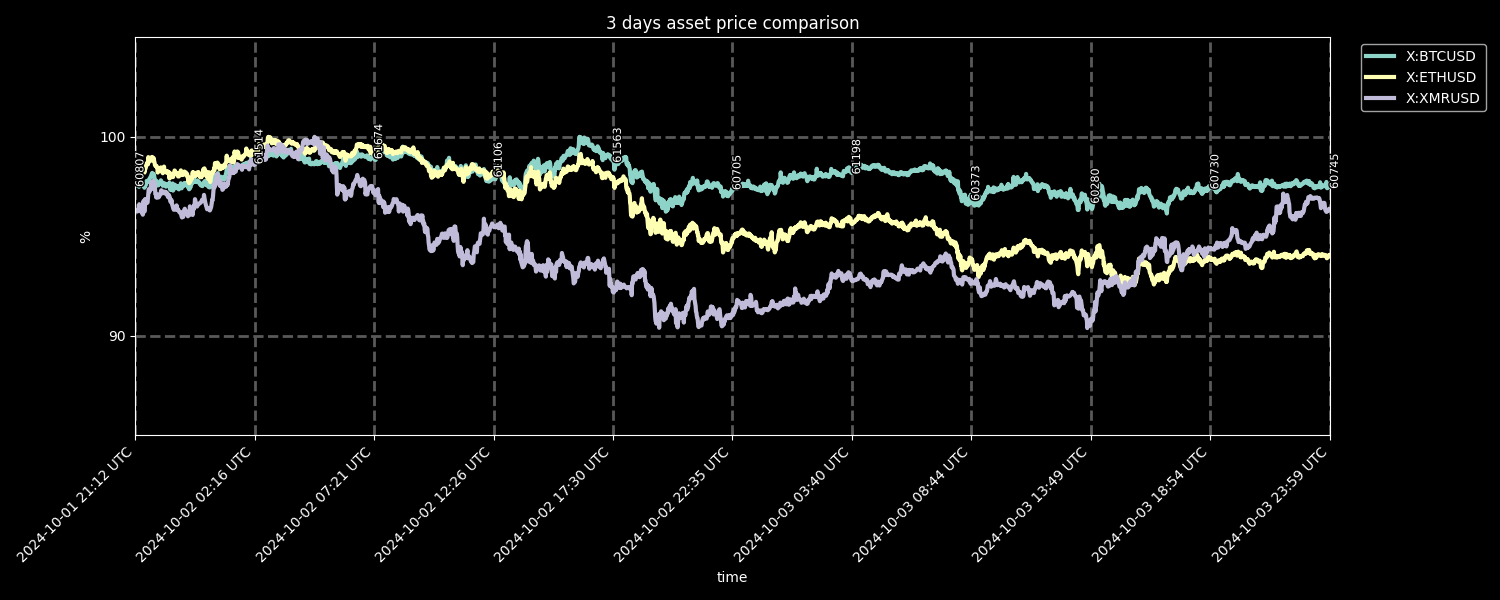 3 days asset price comparison
X:BTCUSD
X:ETHUSD
X:XMRUSD
100
90
%
60807
61514
61674
61106
61563
60705
61198
60373
60280
60730
60745
2024-10-01 21:12 UTC
2024-10-02 02:16 UTC
2024-10-02 07:21 UTC
2024-10-02 12:26 UTC
2024-10-02 17:30 UTC
2024-10-02 22:35 UTC
2024-10-03 03:40 UTC
2024-10-03 08:44 UTC
2024-10-03 13:49 UTC
2024-10-03 18:54 UTC
2024-10-03 23:59 UTC
time